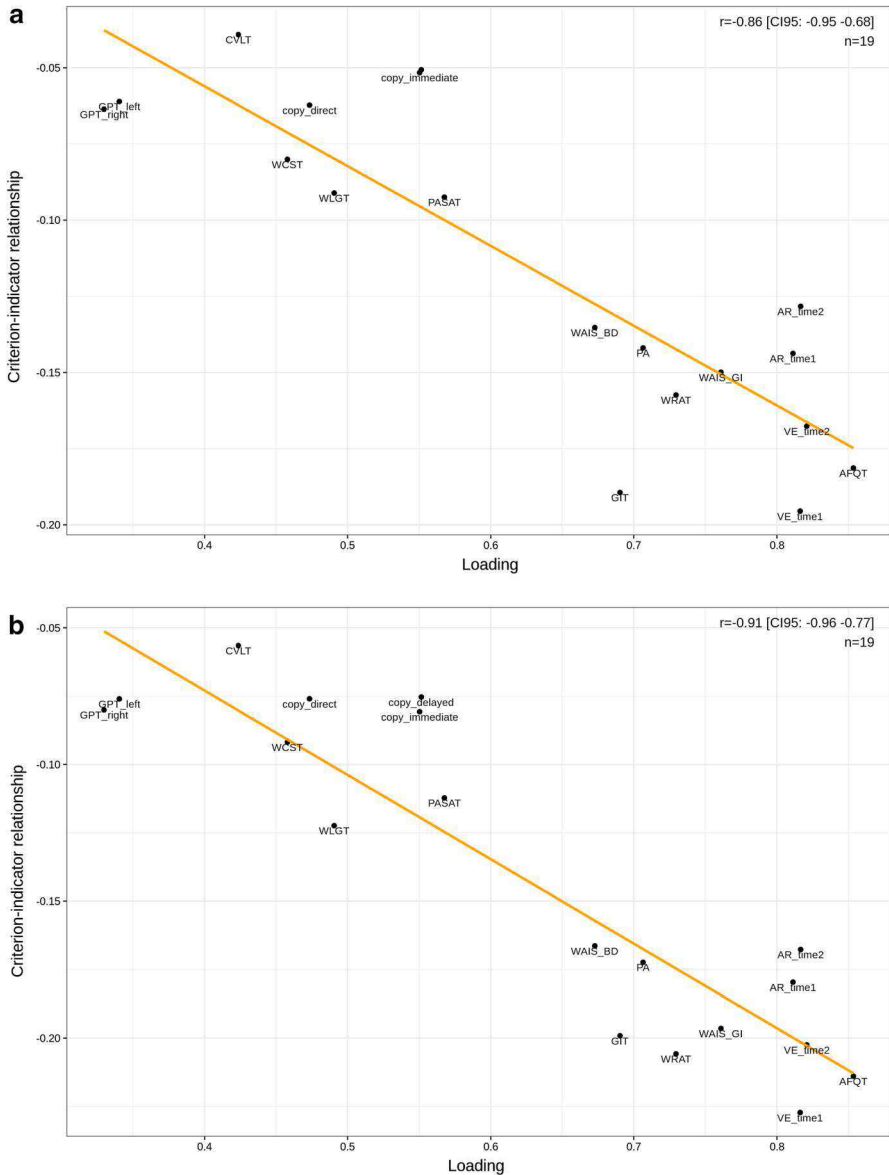 a
r=-0.86 [CI95: -0.95 -0.68]
n=19
CVLT
copy_immediate
GPT_left
GPT_right
copy_direct
WCST
WLGT
PASAT
AR_time2
WAIS_BD
PA
AR_time1
WAIS_GI
WRAT
VE_time2
AFQT
GIT
VE_time1
-0.05
-0.10
-0.15
-0.20
Criterion-indicator relationship
0.4 0.5 0.6 0.7 0.8
Loading
b
r=-0.91 [CI95: -0.96 -0.77]
n=19
CVLT
GPT_left
GPT_right
copy_direct
copy_delayed
copy_immediate
WCST
PASAT
WLGT
WAIS_BD
PA
AR_time2
AR_time1
GIT
WAIS_GI
WRAT
VE_time2
AFQT
VE_time1
-0.05
-0.10
-0.15
-0.20
Criterion-indicator relationship
0.4 0.5 0.6 0.7 0.8
Loading